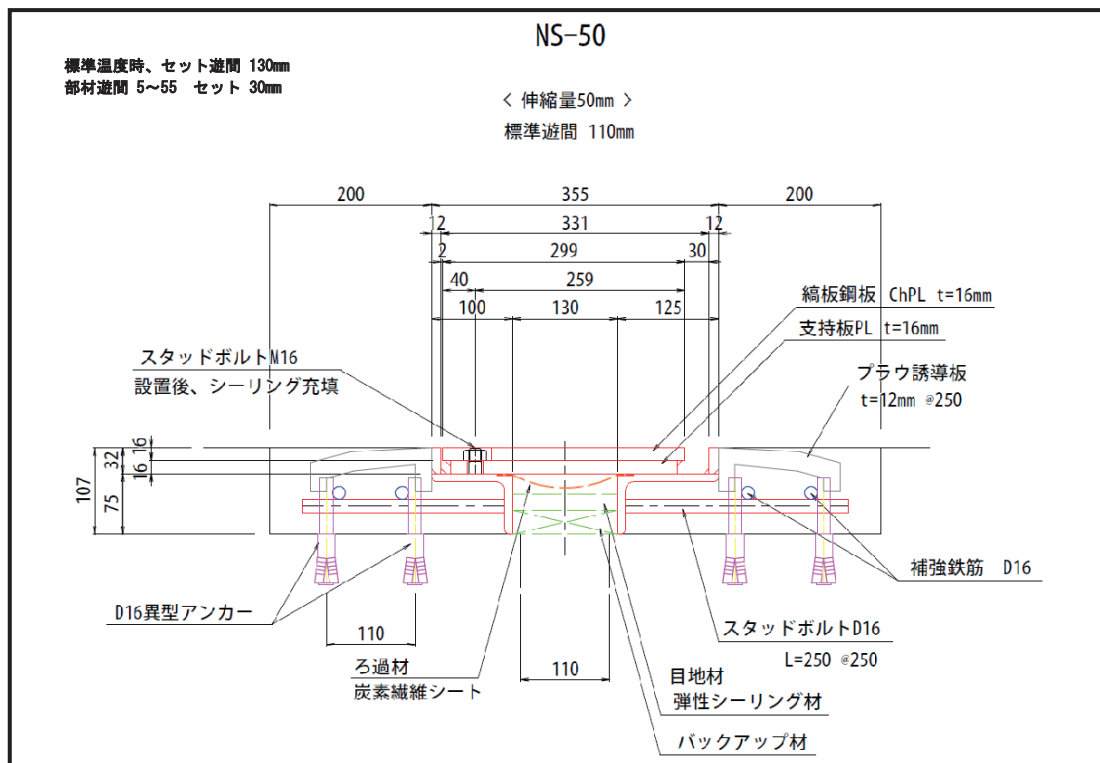 NS-50
標準温度時、セット遊間 130mm
部材遊間 5~55 セット 30mm
< 伸縮量50mm >
標準遊間 110mm
200
355
200
12
331
12
2
299
30
40
259
100
130
125
縞板鋼板 ChPL t=16mm
支持板PL t=16mm
スタッドボルトM16
設置後、シーリング充填
プラウ誘導板
t=12mm @250
16
32
16
107
75
補強鉄筋 D16
D16異型アンカー
スタッドボルトD16
L=250 @250
110
ろ過材
炭素繊維シート
110
目地材
弾性シーリング材
バックアップ材